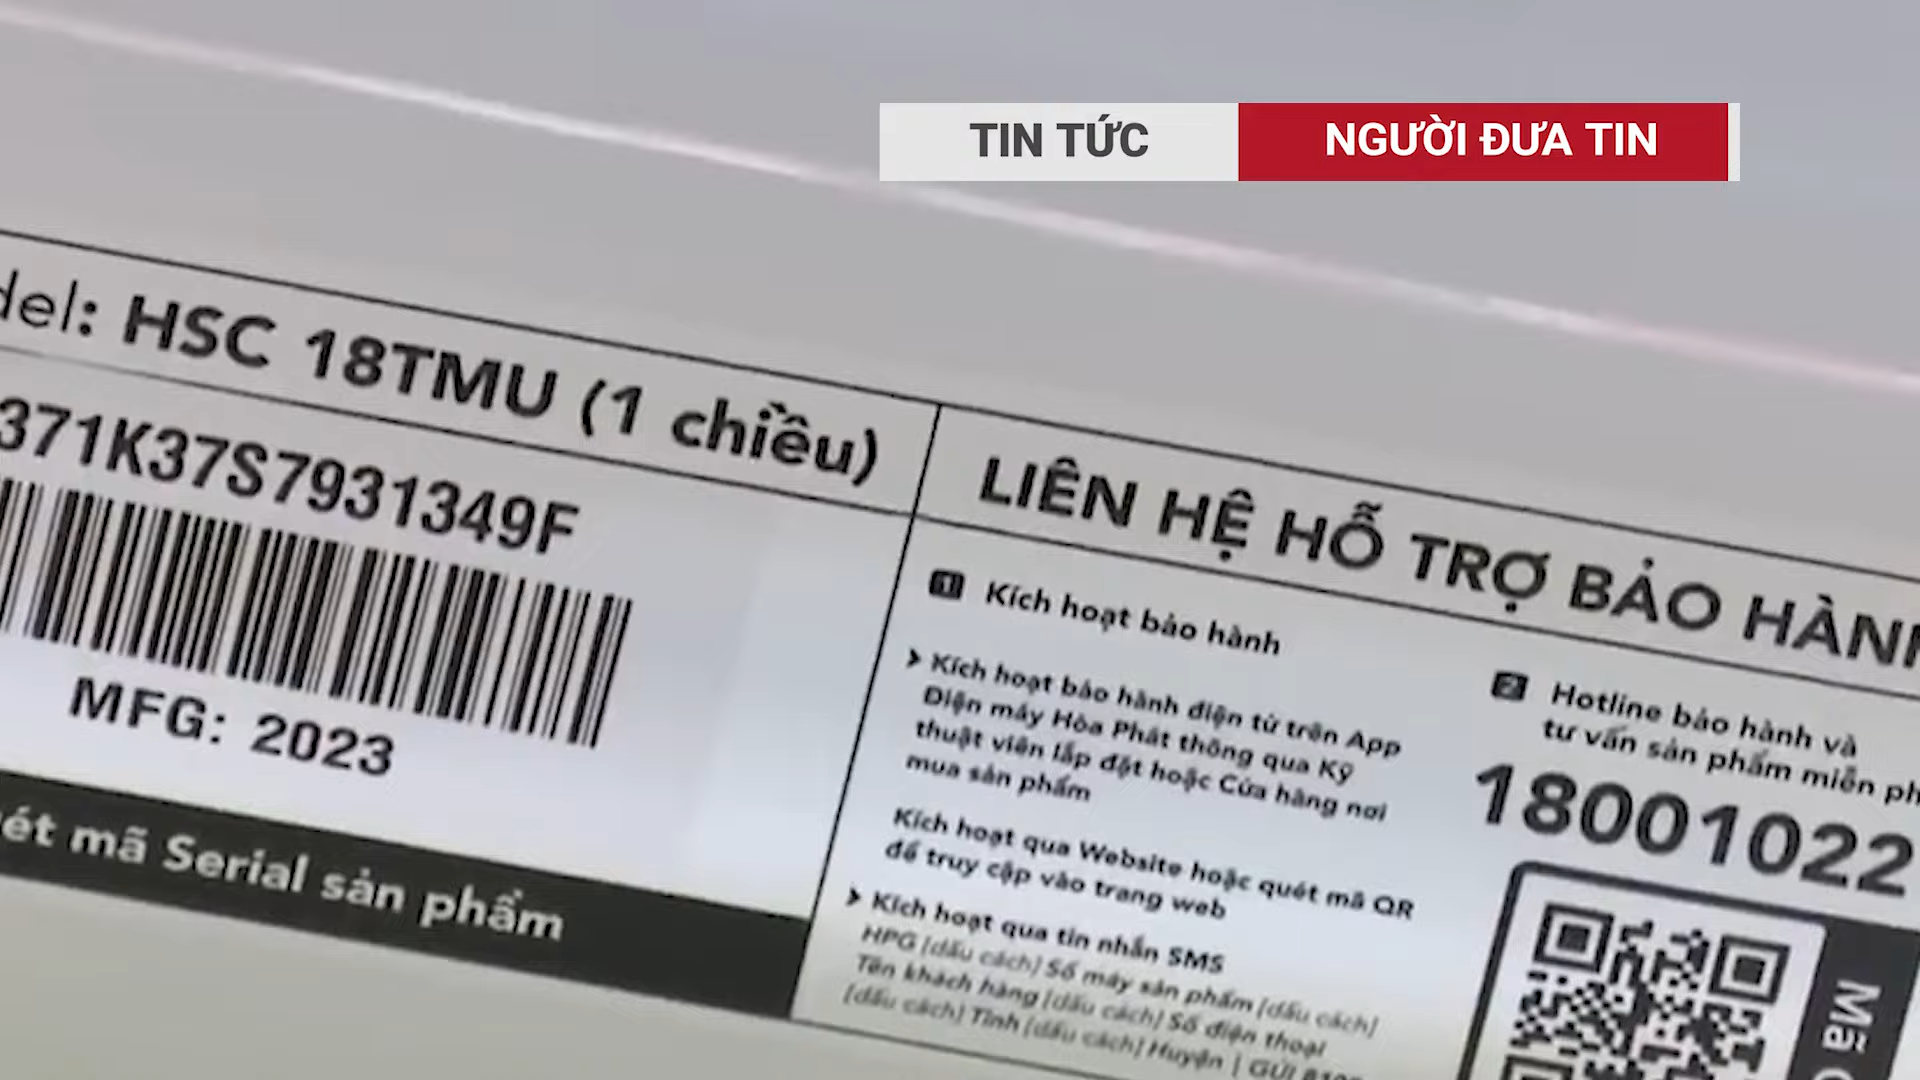 TIN TỨC
NGƯỜI ĐƯA TIN
del: HSC 18TMU (1 chiều)
371K37S7931349F
MFG: 2023
ét mã Serial sản phẩm
LIÊN HỆ HỖ TRỢ BẢO HÀNH
1 Kích hoạt bảo hành
Kích hoạt bảo hành điện tử trên App
Điện máy Hòa Phát thông qua Kỹ
thuật viên lắp đặt hoặc Cửa hàng nơi
mua sản phẩm
Kích hoạt qua Website hoặc quét mã QR
để truy cập vào trang web
Kích hoạt qua tin nhắn SMS
HPG [dấu cách] Số máy sản phẩm [dấu cách]
Tên khách hàng [dấu cách] Số điện thoại
[dấu cách] Tỉnh [dấu cách] Huyện | GỬI
2 Hotline bảo hành và
tư vấn sản phẩm miễn ph
18001022
Mã